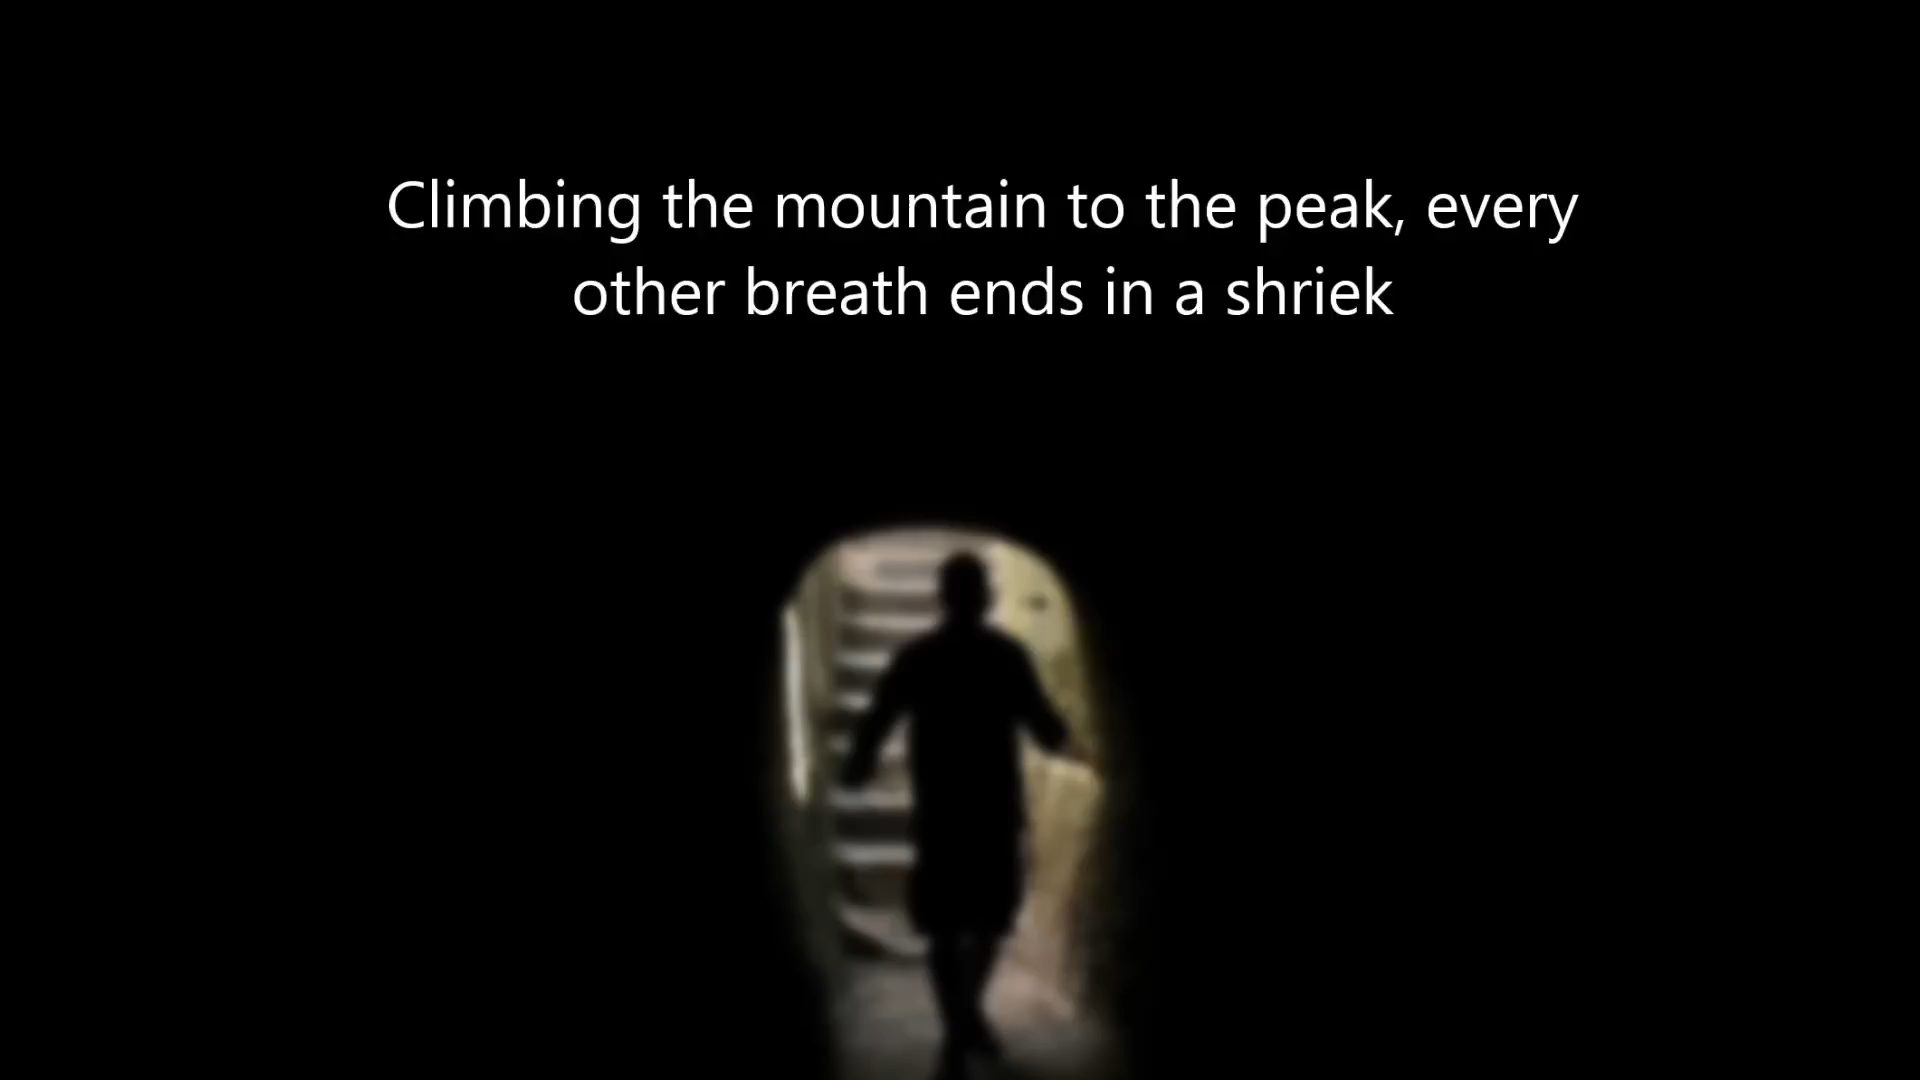 Climbing the mountain to the peak, every
other breath ends in a shriek